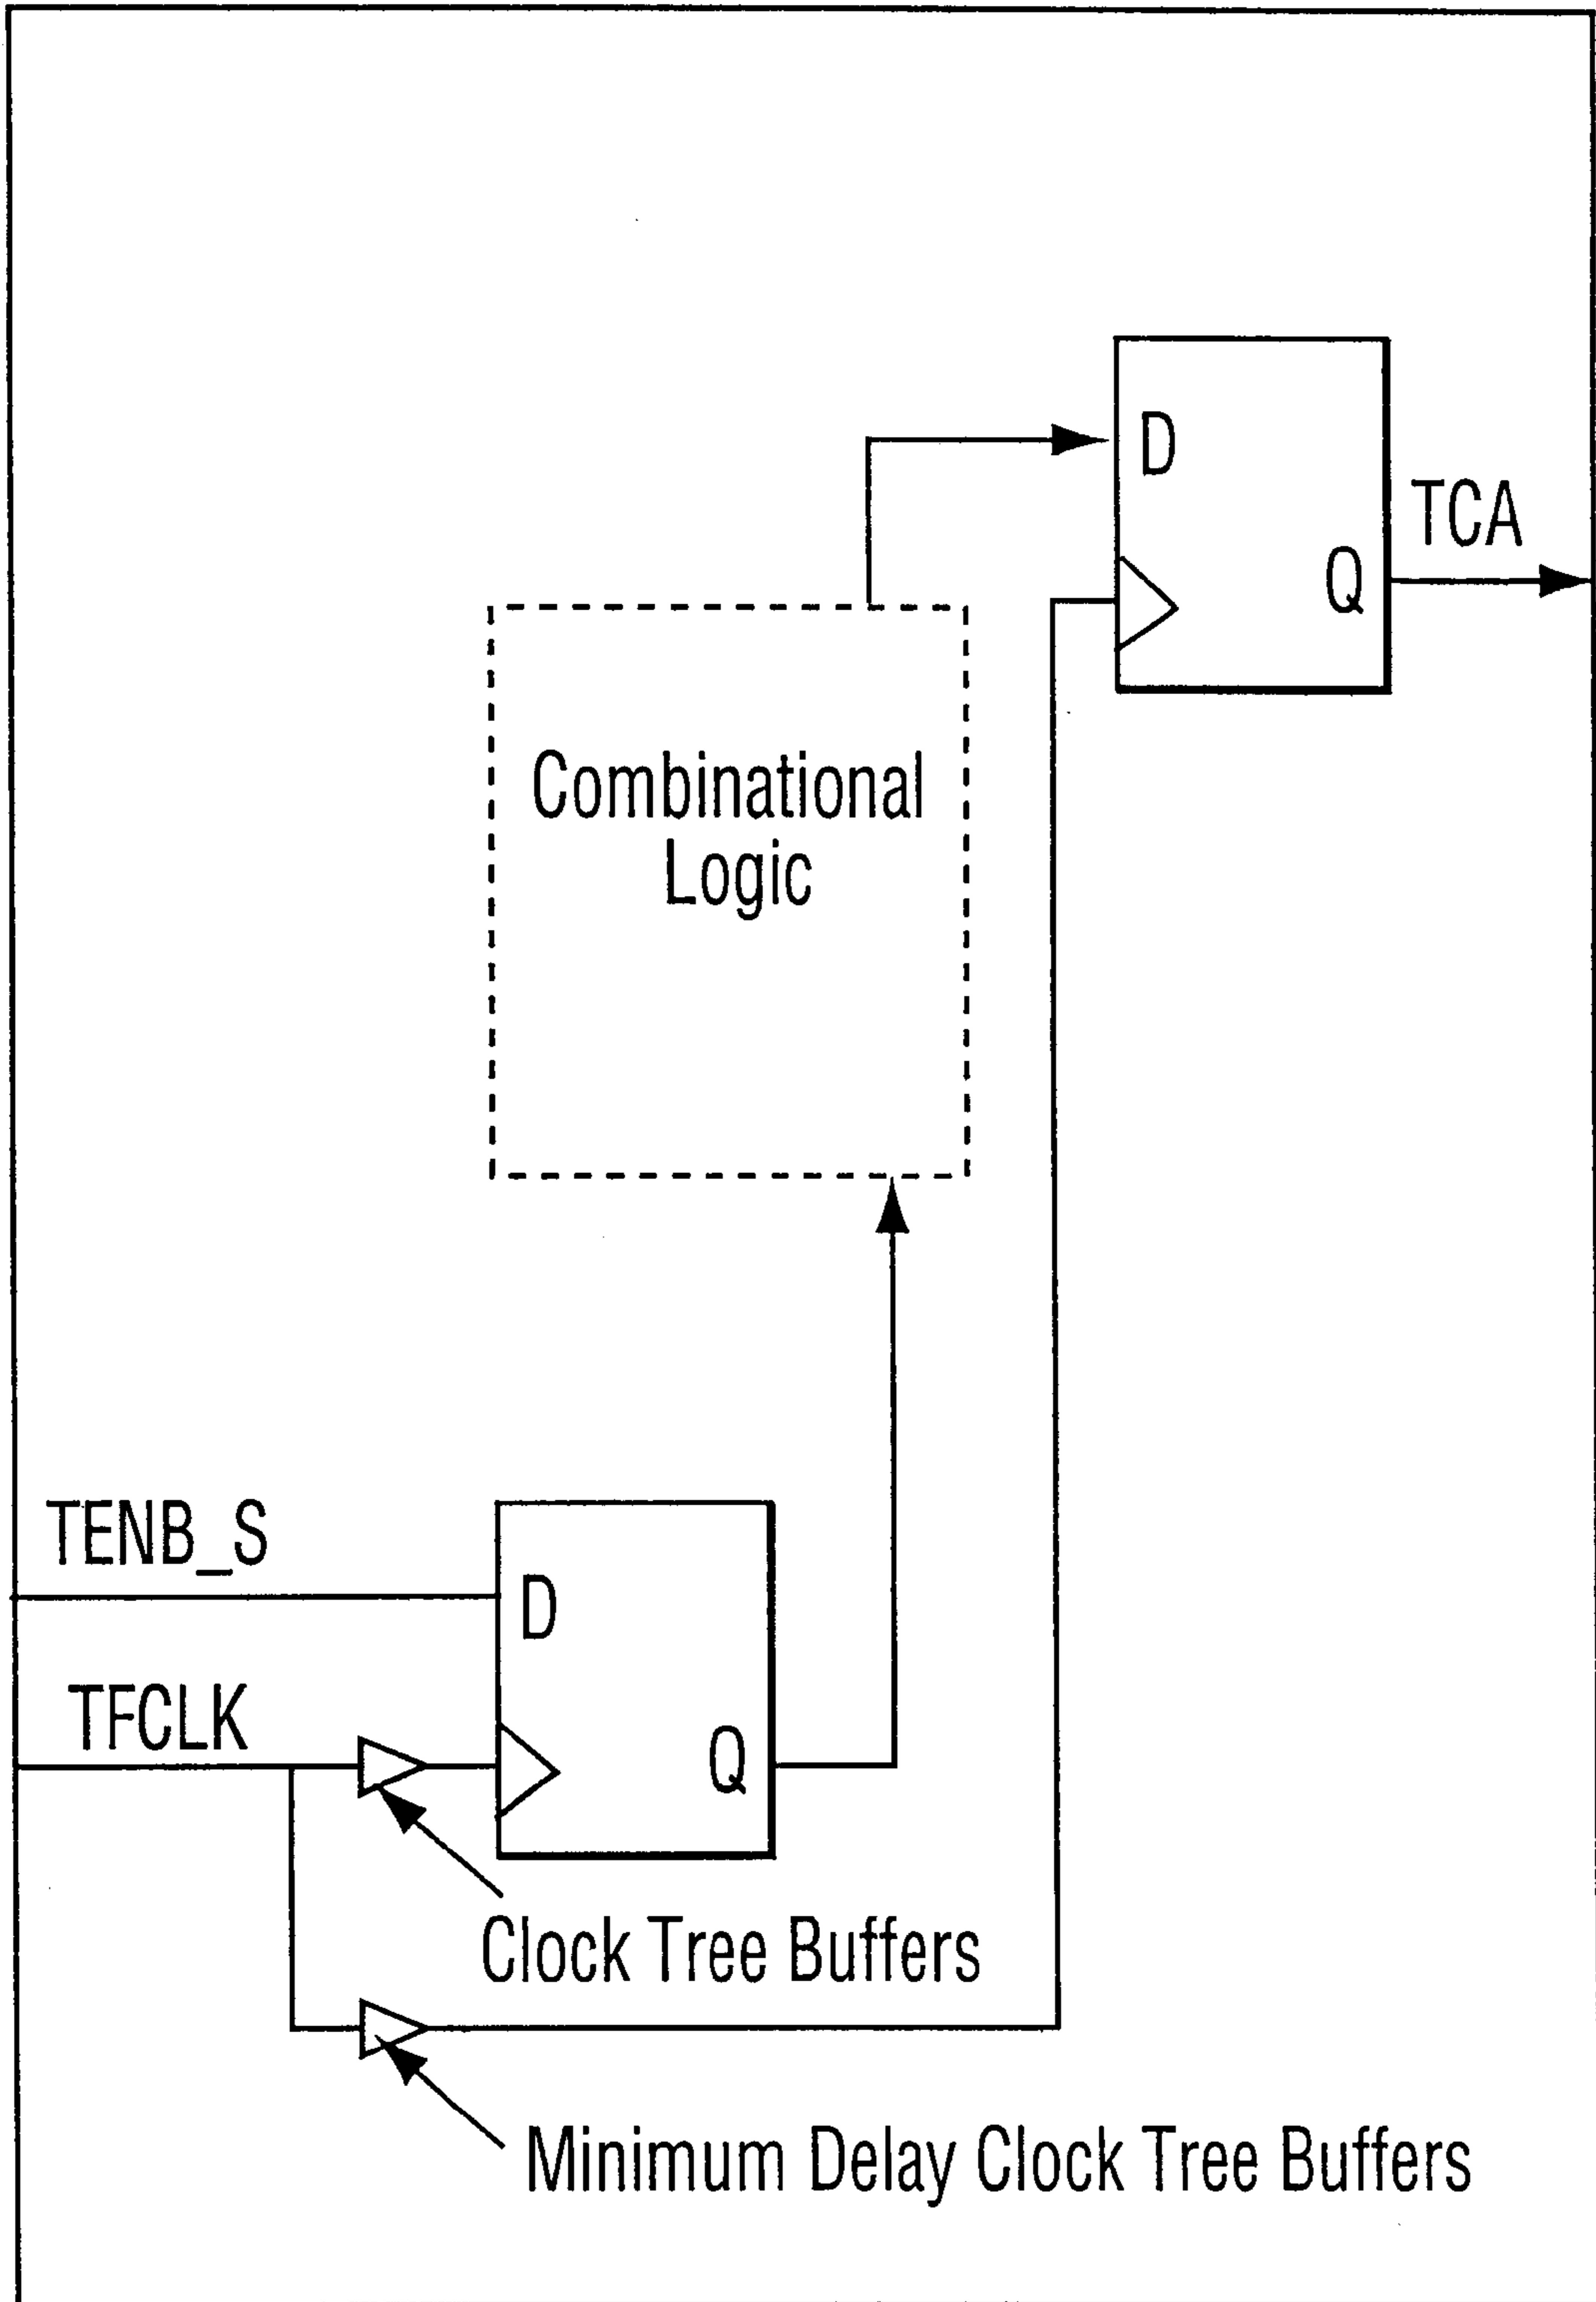 D
TCA
Q
Combinational
Logic
TENB_S
D
TFCLK
Q
Clock Tree Buffers
Minimum Delay Clock Tree Buffers